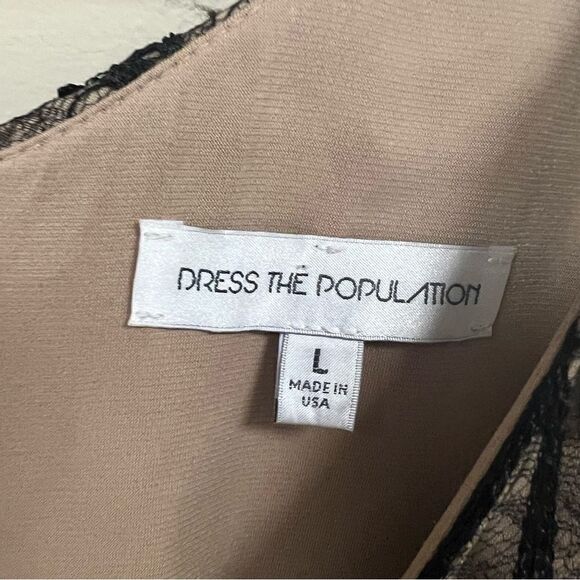 DRESS THE POPULATION
L
MADE IN
USA